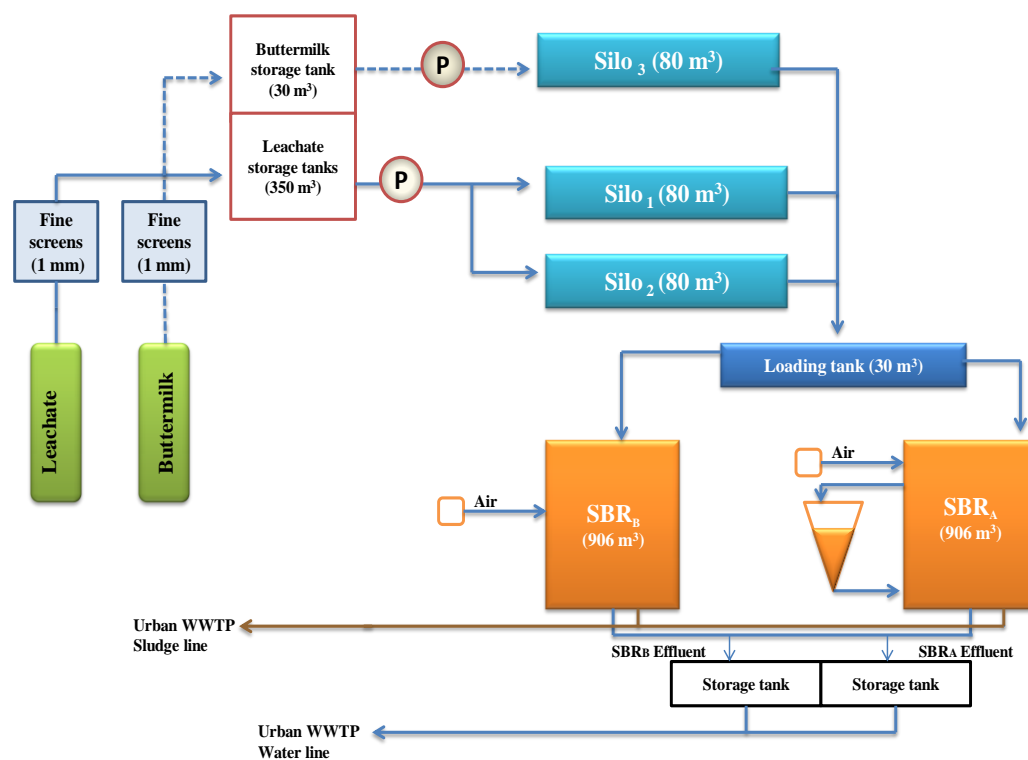 Buttermilk
storage tank
(30 m³)
P
Silo 3 (80 m³)
Leachate
storage tanks
(350 m³)
P
Silo 1 (80 m³)
Fine
screens
(1 mm)
Fine
screens
(1 mm)
Silo 2 (80 m³)
Leachate
Buttermilk
Loading tank (30 m³)
Air
Air
SBRB
(906 m³)
SBRA
(906 m³)
Urban WWTP
Sludge line
SBRB Effluent
SBRA Effluent
Storage tank
Storage tank
Urban WWTP
Water line